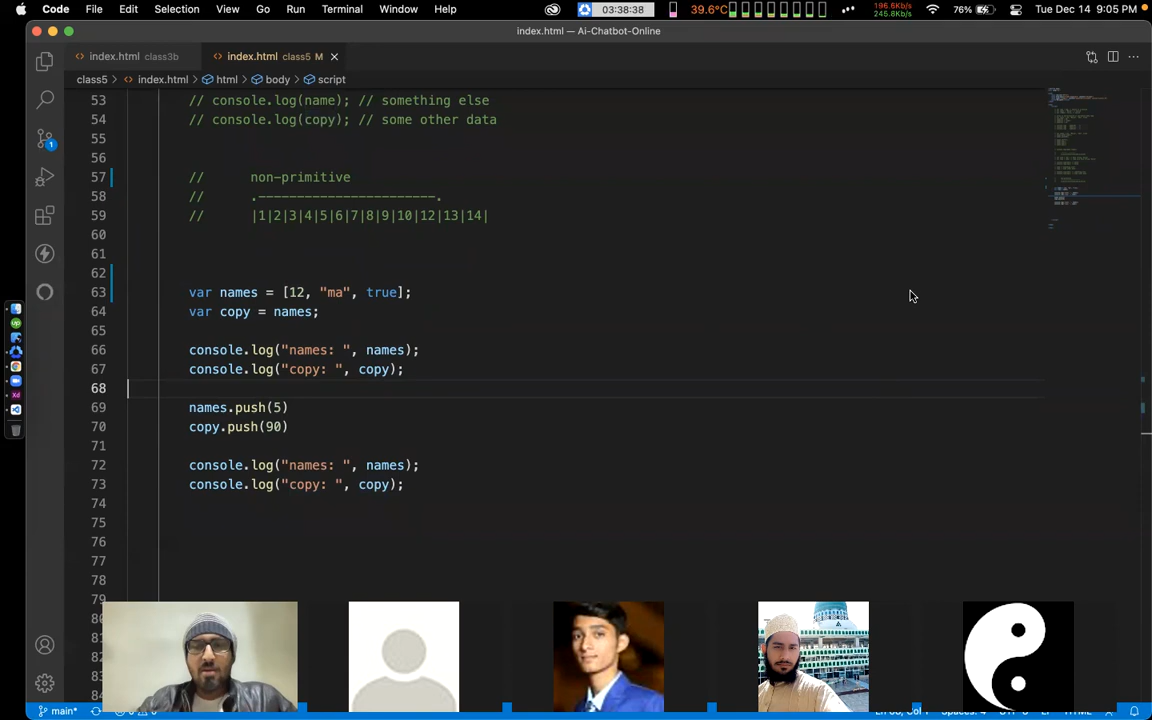 Code File Edit Selection View Go Run Terminal Window Help 03:38:38 39.6°C 196.6KB/s 245.8KB/s 76% Tue Dec 14 9:05 PM
index.html — Ai-Chatbot-Online
index.html class3b index.html class5 M
class5 > index.html > html > body > script
53 // console.log(name); // something else
54 // console.log(copy); // some other data
55
56
57 // non-primitive
58 // .-----------------------.
59 // |1|2|3|4|5|6|7|8|9|10|12|13|14|
60
61
62
63 var names = [12, "ma", true];
64 var copy = names;
65
66 console.log("names: ", names);
67 console.log("copy: ", copy);
68
69 names.push(5)
70 copy.push(90)
71
72 console.log("names: ", names);
73 console.log("copy: ", copy);
74
75
76
77
78
79
main*